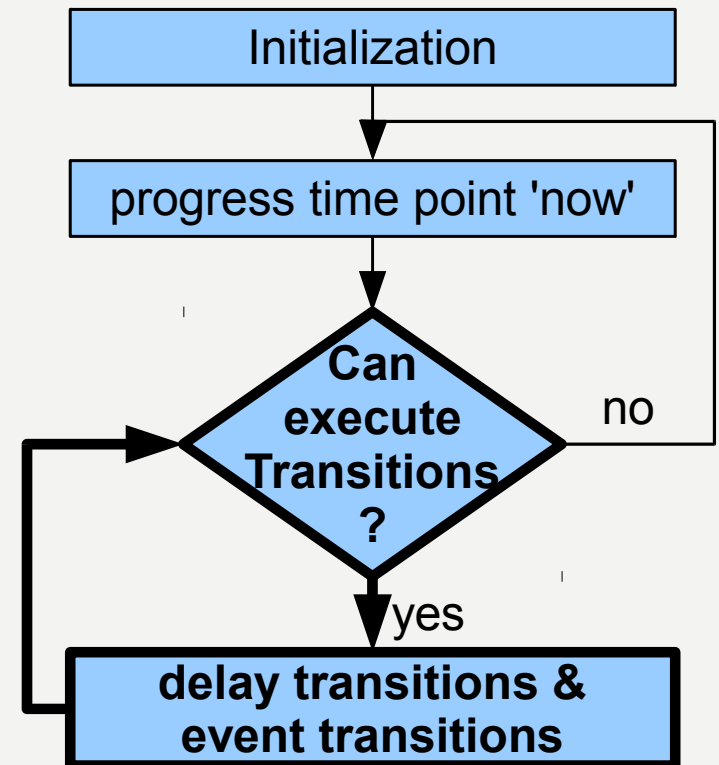 Initialization
progress time point 'now'
Can
execute
Transitions
?
no
yes
delay transitions &
event transitions